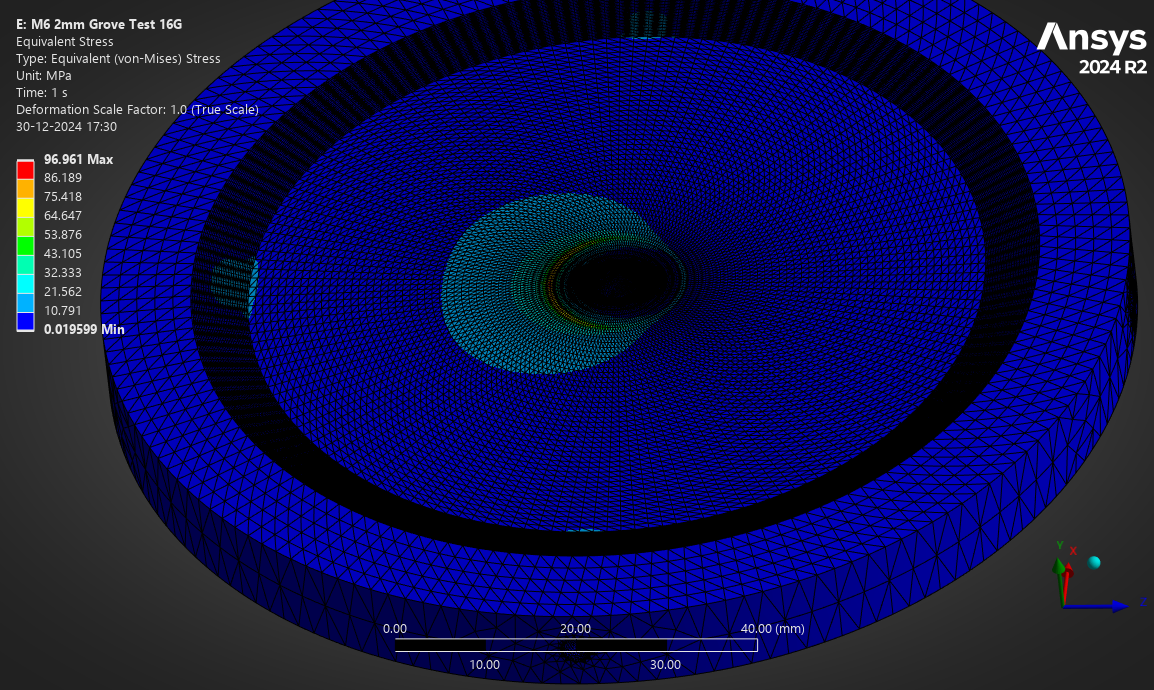 E: M6 2mm Grove Test 16G
Equivalent Stress
Type: Equivalent (von-Mises) Stress
Unit: MPa
Time: 1 s
Deformation Scale Factor: 1.0 (True Scale)
30-12-2024 17:30
Ansys
2024 R2
96.961 Max
86.189
75.418
64.647
53.876
43.105
32.333
21.562
10.791
0.019599 Min
Y X
0.00 20.00 40.00 (mm)
10.00 30.00